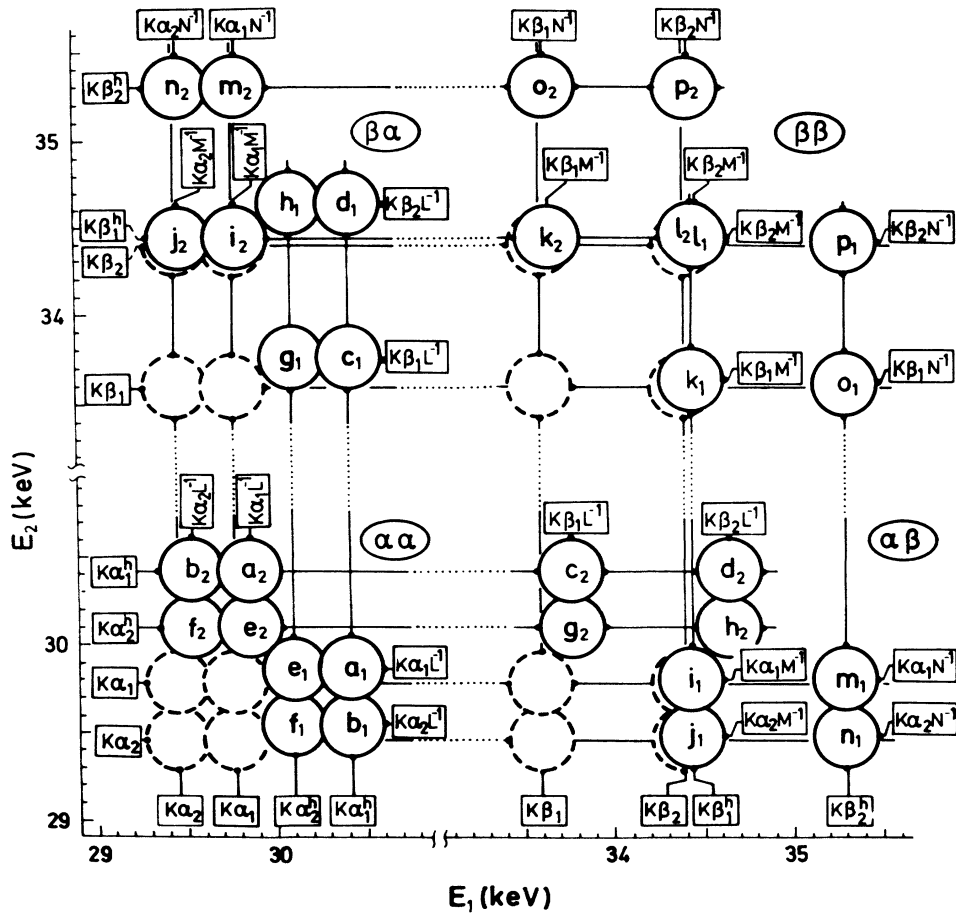 Kα₂N⁻¹ Kα₁N⁻¹ Kβ₁N⁻¹ Kβ₂N⁻¹
Kβ₂ʰ n₂ m₂ o₂ p₂
35 βα ββ
Kα₂M⁻¹ Kα₁M⁻¹ Kβ₁M⁻¹ Kβ₂M⁻¹
h₁ d₁ Kβ₂L⁻¹
Kβ₁ʰ j₂ i₂ k₂ l₂l₁ Kβ₂M⁻¹ p₁ Kβ₂N⁻¹
Kβ₂
34
g₁ c₁ Kβ₁L⁻¹
Kβ₁ k₁ Kβ₁M⁻¹ o₁ Kβ₁N⁻¹
E₂ (keV)
Kα₂L⁻¹ Kα₁L⁻¹ αα Kβ₁L⁻¹ Kβ₂L⁻¹ αβ
Kα₁ʰ b₂ a₂ c₂ d₂
Kα₂ʰ f₂ e₂ g₂ h₂
30
Kα₁ e₁ a₁ Kα₁L⁻¹ i₁ Kα₁M⁻¹ m₁ Kα₁N⁻¹
Kα₂ f₁ b₁ Kα₂L⁻¹ j₁ Kα₂M⁻¹ n₁ Kα₂N⁻¹
Kα₂ Kα₁ Kα₂ʰ Kα₁ʰ Kβ₁ Kβ₂ Kβ₁ʰ Kβ₂ʰ
29
29 30 34 35
E₁ (keV)